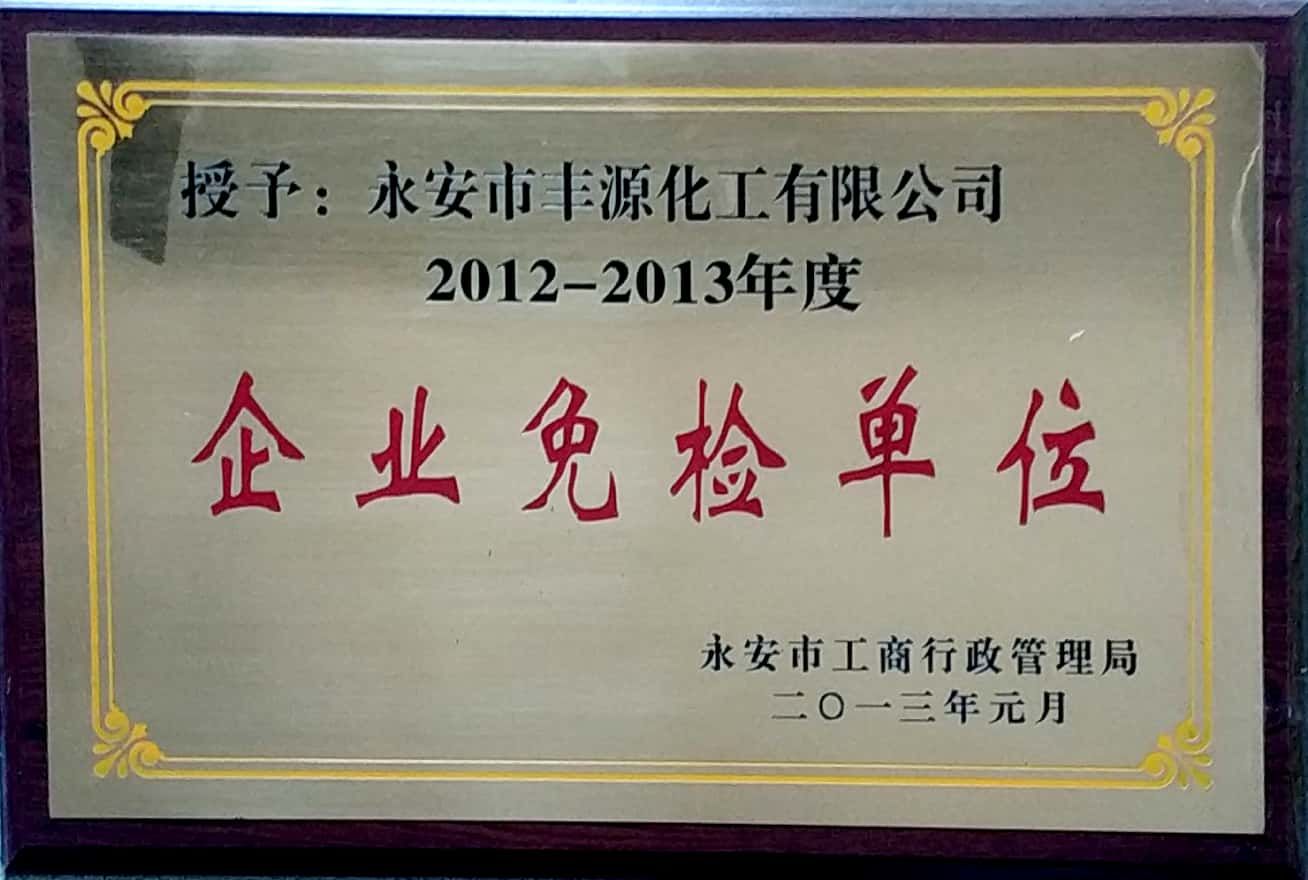 授予：永安市丰源化工有限公司
2012-2013年度
企业免检单位
永安市工商行政管理局
二〇一三年元月